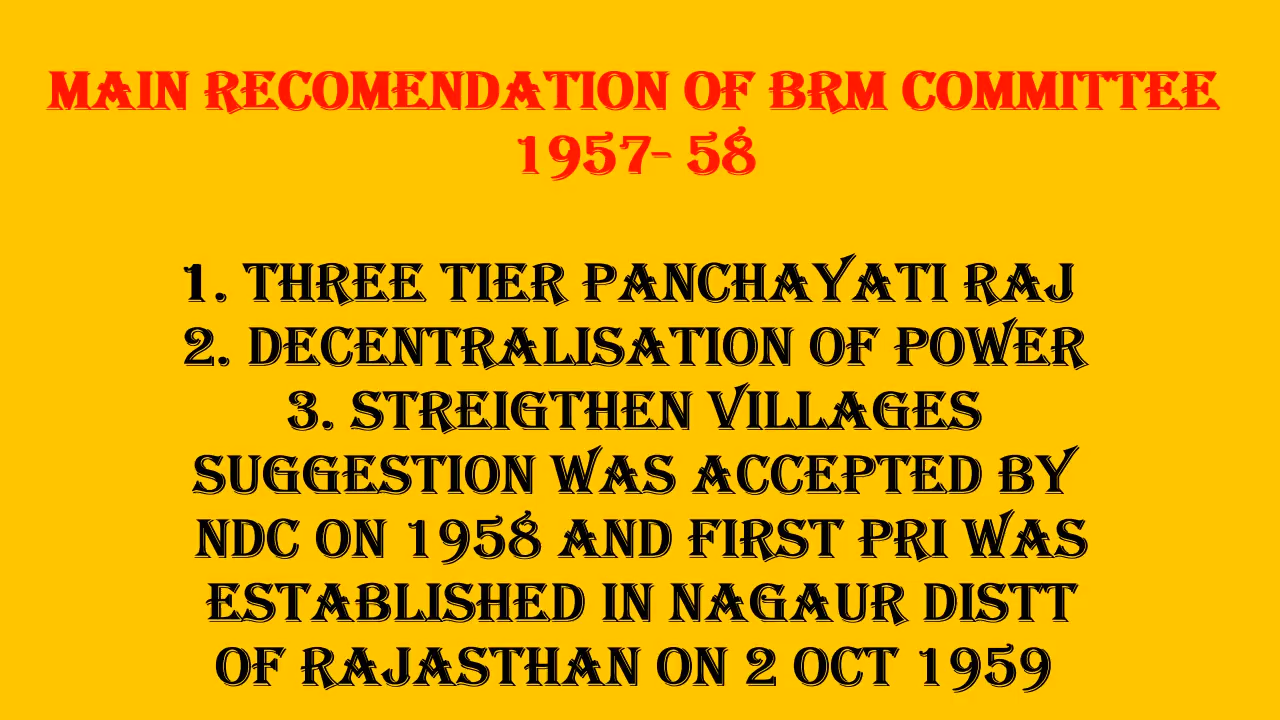 MAIN RECOMENDATION OF BRM COMMITTEE
1957- 58
1. THREE TIER PANCHAYATI RAJ
2. DECENTRALISATION OF POWER
3. STREIGTHEN VILLAGES
SUGGESTION WAS ACCEPTED BY
NDC ON 1958 AND FIRST PRI WAS
ESTABLISHED IN NAGAUR DISTT
OF RAJASTHAN ON 2 OCT 1959